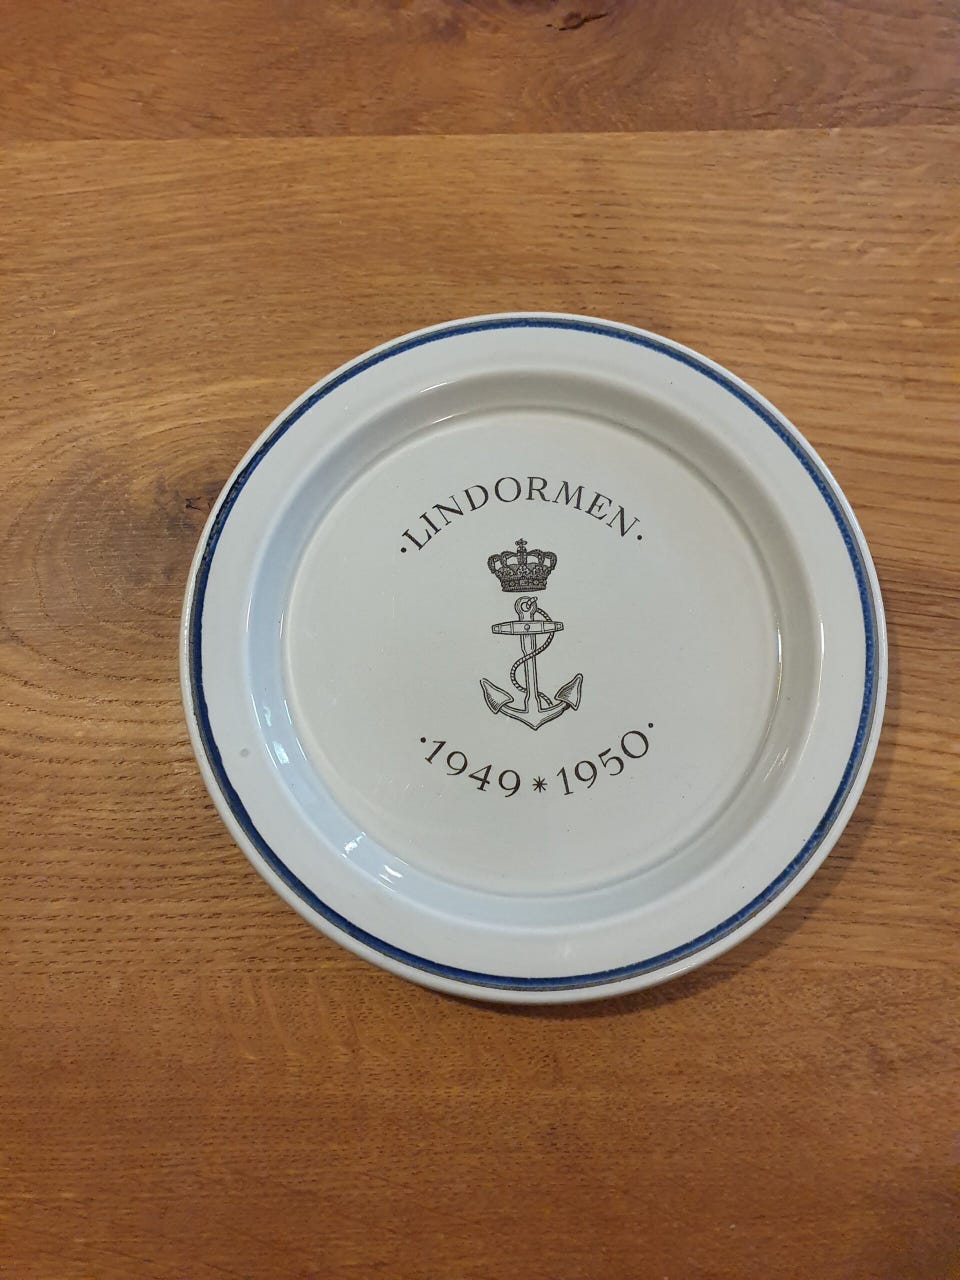 ·LINDORMEN·
·1949 * 1950·